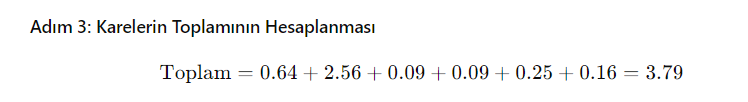 Adım 3: Karelerin Toplamının Hesaplanması
Toplam = 0.64 + 2.56 + 0.09 + 0.09 + 0.25 + 0.16 = 3.79